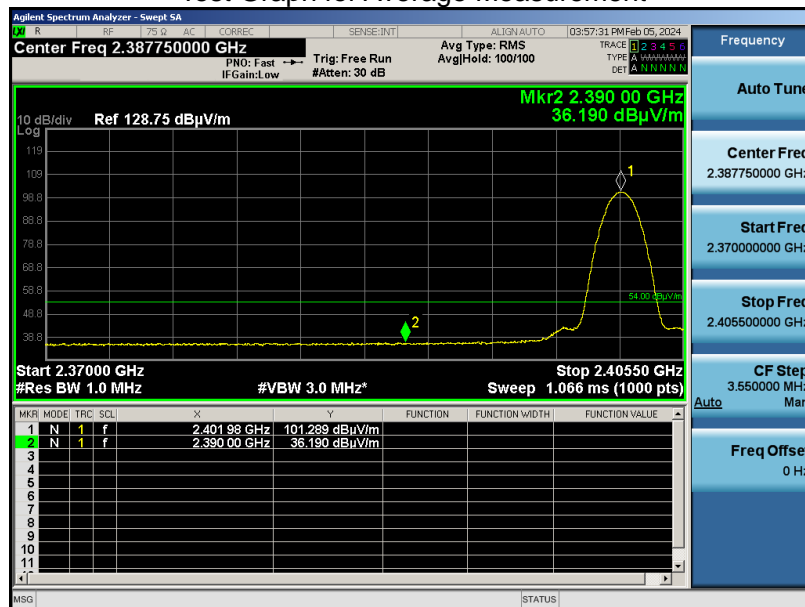 Test Graph for Average Measurement
Agilent Spectrum Analyzer - Swept SA
LXI R RF 75 Ω AC CORREC SENSE:INT ALIGN AUTO 03:57:31 PM Feb 05, 2024
Center Freq 2.387750000 GHz
PNO: Fast
IFGain:Low
Trig: Free Run
#Atten: 30 dB
Avg Type: RMS
Avg|Hold: 100/100
TRACE 1 2 3 4 5 6
TYPE A WWWWW
DET A N N N N N
Mkr2 2.390 00 GHz
36.190 dBµV/m
10 dB/div Ref 128.75 dBµV/m
Log
119
109
98.8
88.8
78.8
68.8
58.8
48.8
38.8
1
2
54.00 dBµV/m
Start 2.37000 GHz Stop 2.40550 GHz
#Res BW 1.0 MHz #VBW 3.0 MHz* Sweep 1.066 ms (1000 pts)
MKR MODE TRC SCL X Y FUNCTION FUNCTION WIDTH FUNCTION VALUE
1 N 1 f 2.401 98 GHz 101.289 dBµV/m
2 N 1 f 2.390 00 GHz 36.190 dBµV/m
3
4
5
6
7
8
9
10
11
MSG STATUS
Frequency
Auto Tune
Center Freq
2.387750000 GHz
Start Freq
2.370000000 GHz
Stop Freq
2.405500000 GHz
CF Step
3.550000 MHz
Auto Man
Freq Offset
0 Hz